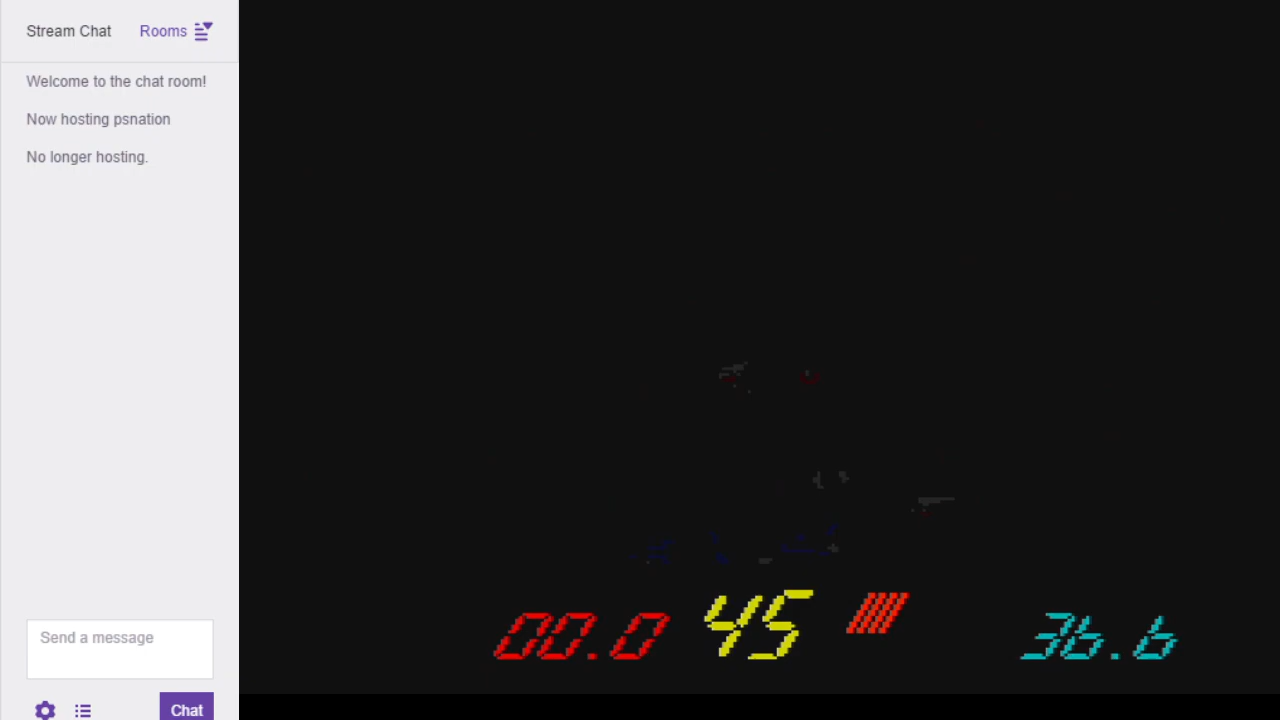 Stream Chat
Rooms
Welcome to the chat room!
Now hosting psnation
No longer hosting.
Send a message
Chat
00.0
45
36.6